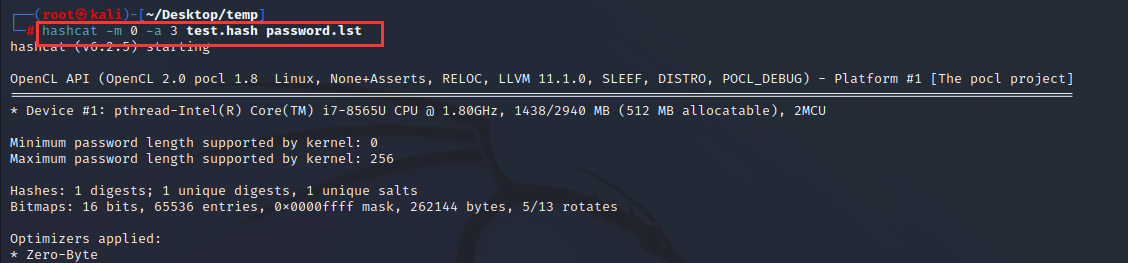 ┌──(root㉿kali)-[~/Desktop/temp]
└─# hashcat -m 0 -a 3 test.hash password.lst
hashcat (v6.2.5) starting
OpenCL API (OpenCL 2.0 pocl 1.8  Linux, None+Asserts, RELOC, LLVM 11.1.0, SLEEF, DISTRO, POCL_DEBUG) - Platform #1 [The pocl project]
* Device #1: pthread-Intel(R) Core(TM) i7-8565U CPU @ 1.80GHz, 1438/2940 MB (512 MB allocatable), 2MCU
Minimum password length supported by kernel: 0
Maximum password length supported by kernel: 256
Hashes: 1 digests; 1 unique digests, 1 unique salts
Bitmaps: 16 bits, 65536 entries, 0x0000ffff mask, 262144 bytes, 5/13 rotates
Optimizers applied:
* Zero-Byte